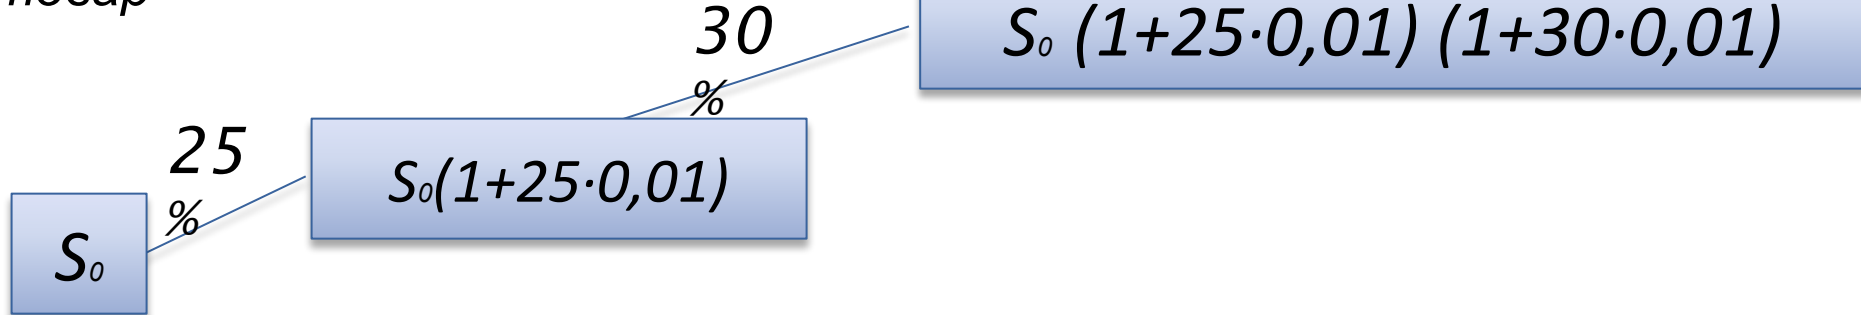 30
%
S₀ (1+25·0,01) (1+30·0,01)
25
%
S₀(1+25·0,01)
S₀